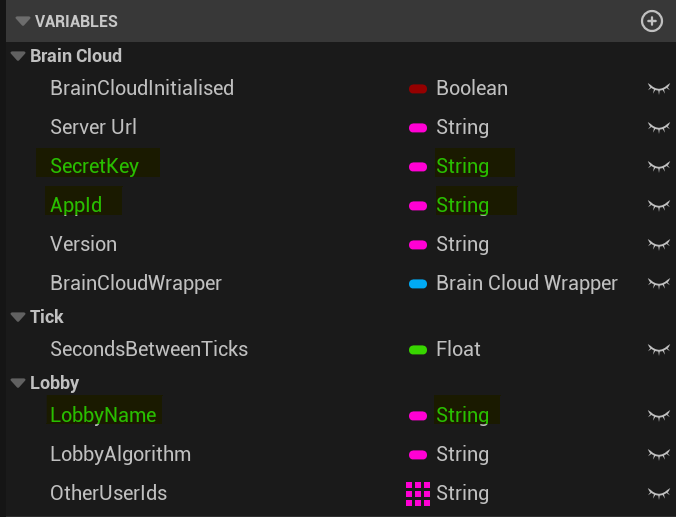 VARIABLES
Brain Cloud
BrainCloudInitialised Boolean
Server Url String
SecretKey String
AppId String
Version String
BrainCloudWrapper Brain Cloud Wrapper
Tick
SecondsBetweenTicks Float
Lobby
LobbyName String
LobbyAlgorithm String
OtherUserIds String